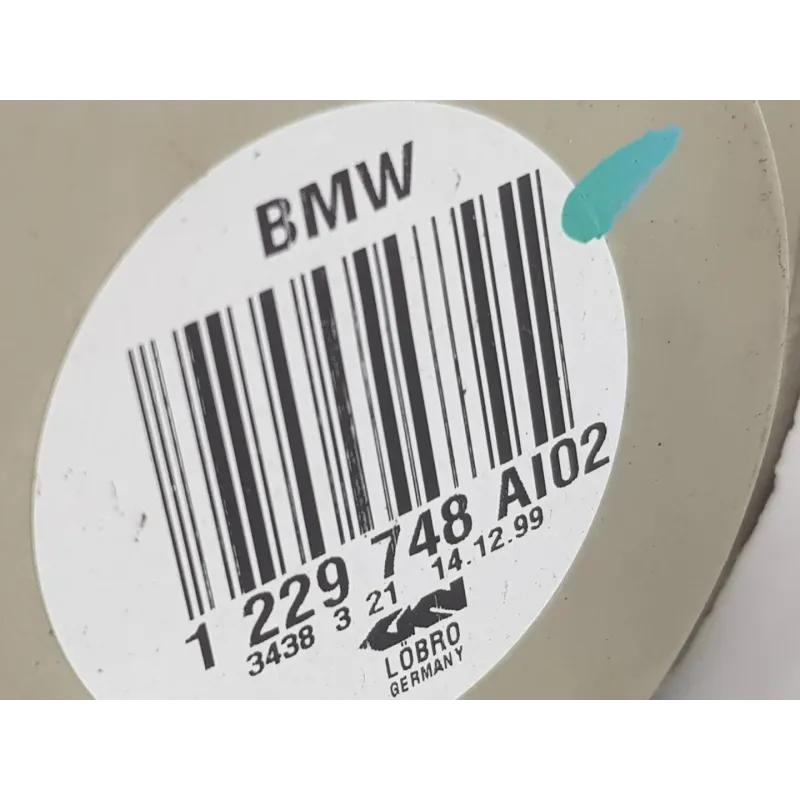 BMW
1 229 748 AI02
3438 3 21 14.12.99
GKN
LÖBRO
GERMANY